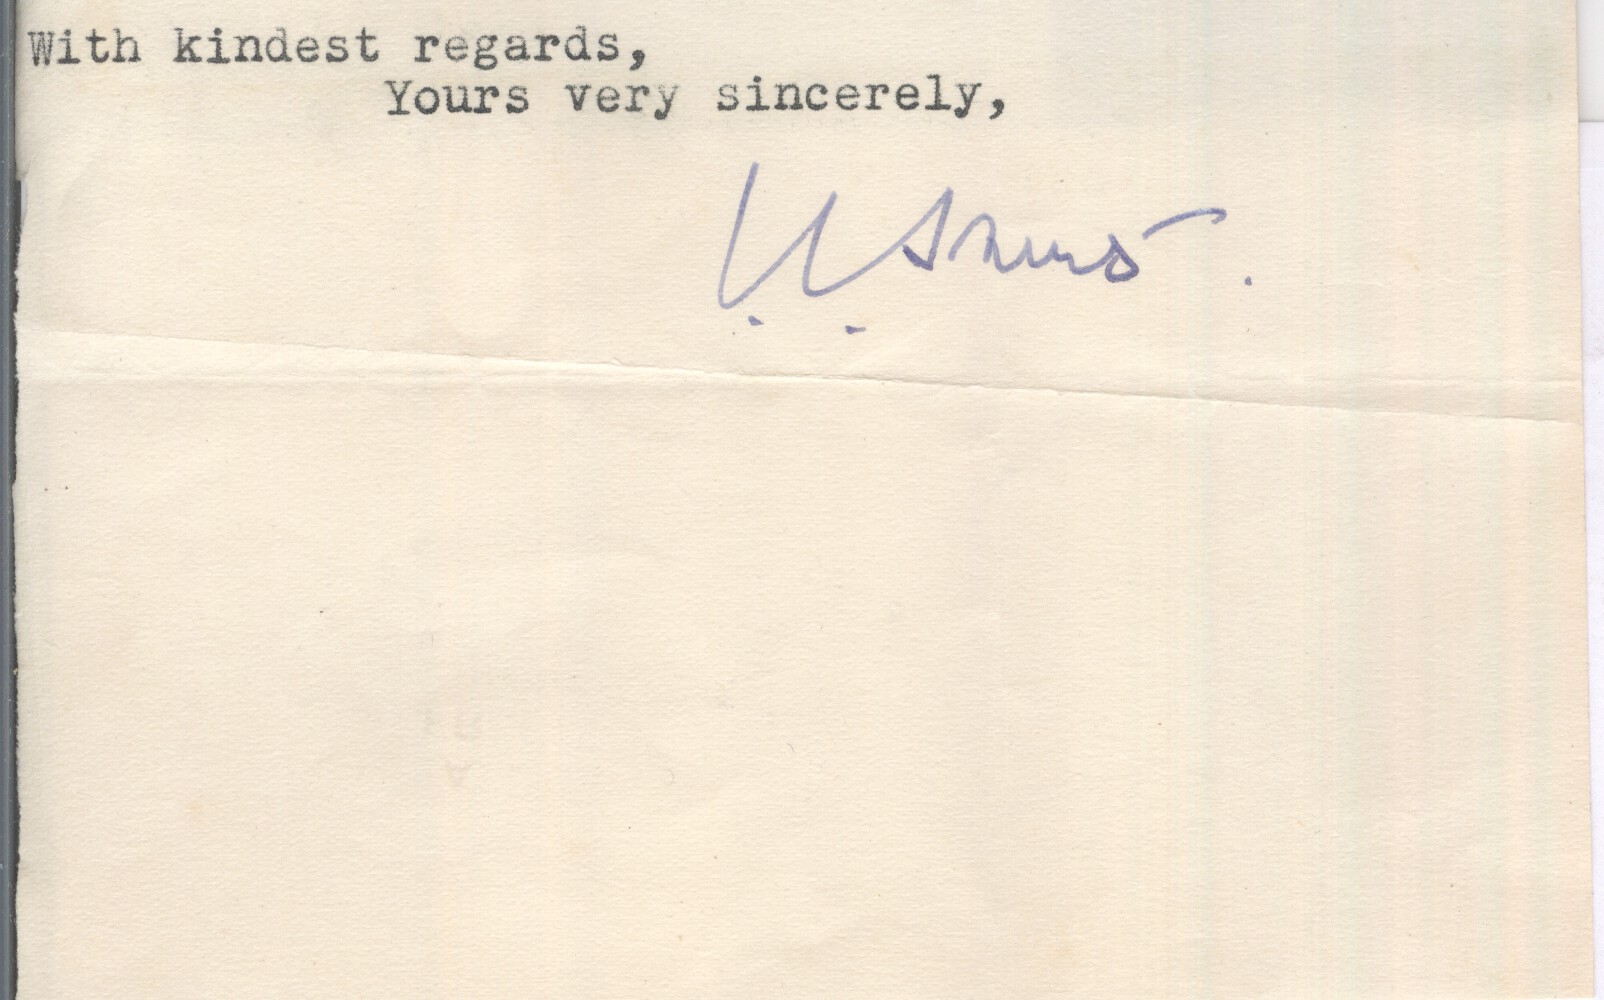 With kindest regards,
Yours very sincerely,